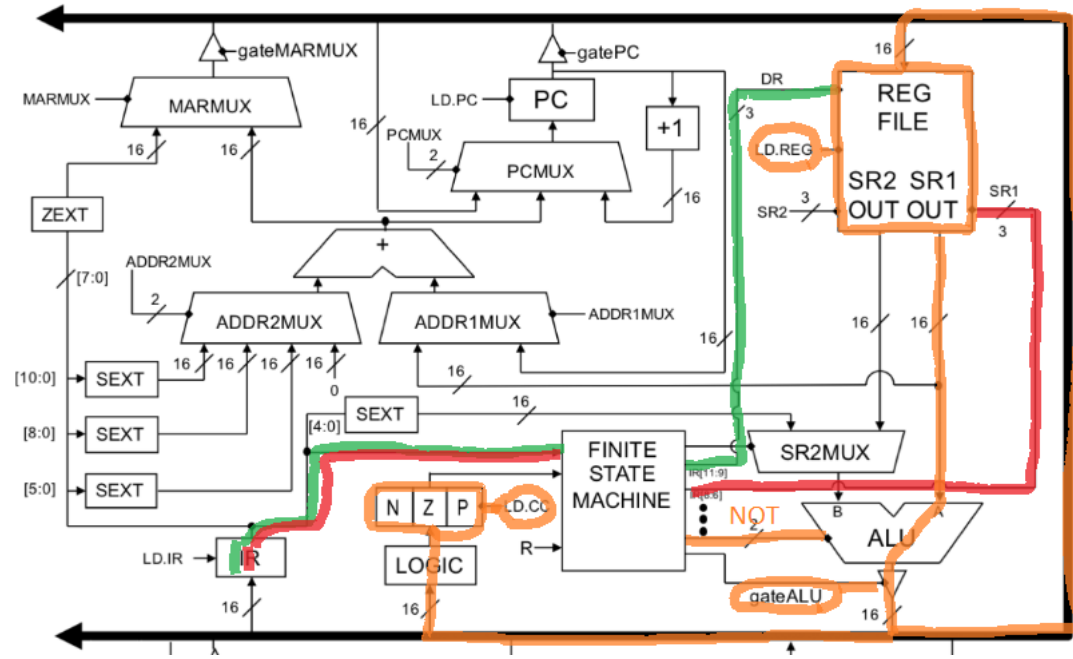 gateMARMUX
gatePC
16
MARMUX
MARMUX
LD.PC
PC
DR
3
REG
FILE
16
PCMUX
2
+1
LD.REG
16
16
PCMUX
16
ZEXT
SR2
3
SR2 SR1
OUT OUT
SR1
3
+
[7:0]
ADDR2MUX
2
ADDR2MUX
ADDR1MUX
ADDR1MUX
16
16
16
16
16
16
16
[10:0]
SEXT
0
16
[4:0]
SEXT
16
[8:0]
SEXT
FINITE
STATE
MACHINE
SR2MUX
IR[11:9]
[5:0]
SEXT
N Z P
LD.CC
IR[8:6]
B
A
NOT
2
ALU
LD.IR
IR
LOGIC
R
gateALU
16
16
16